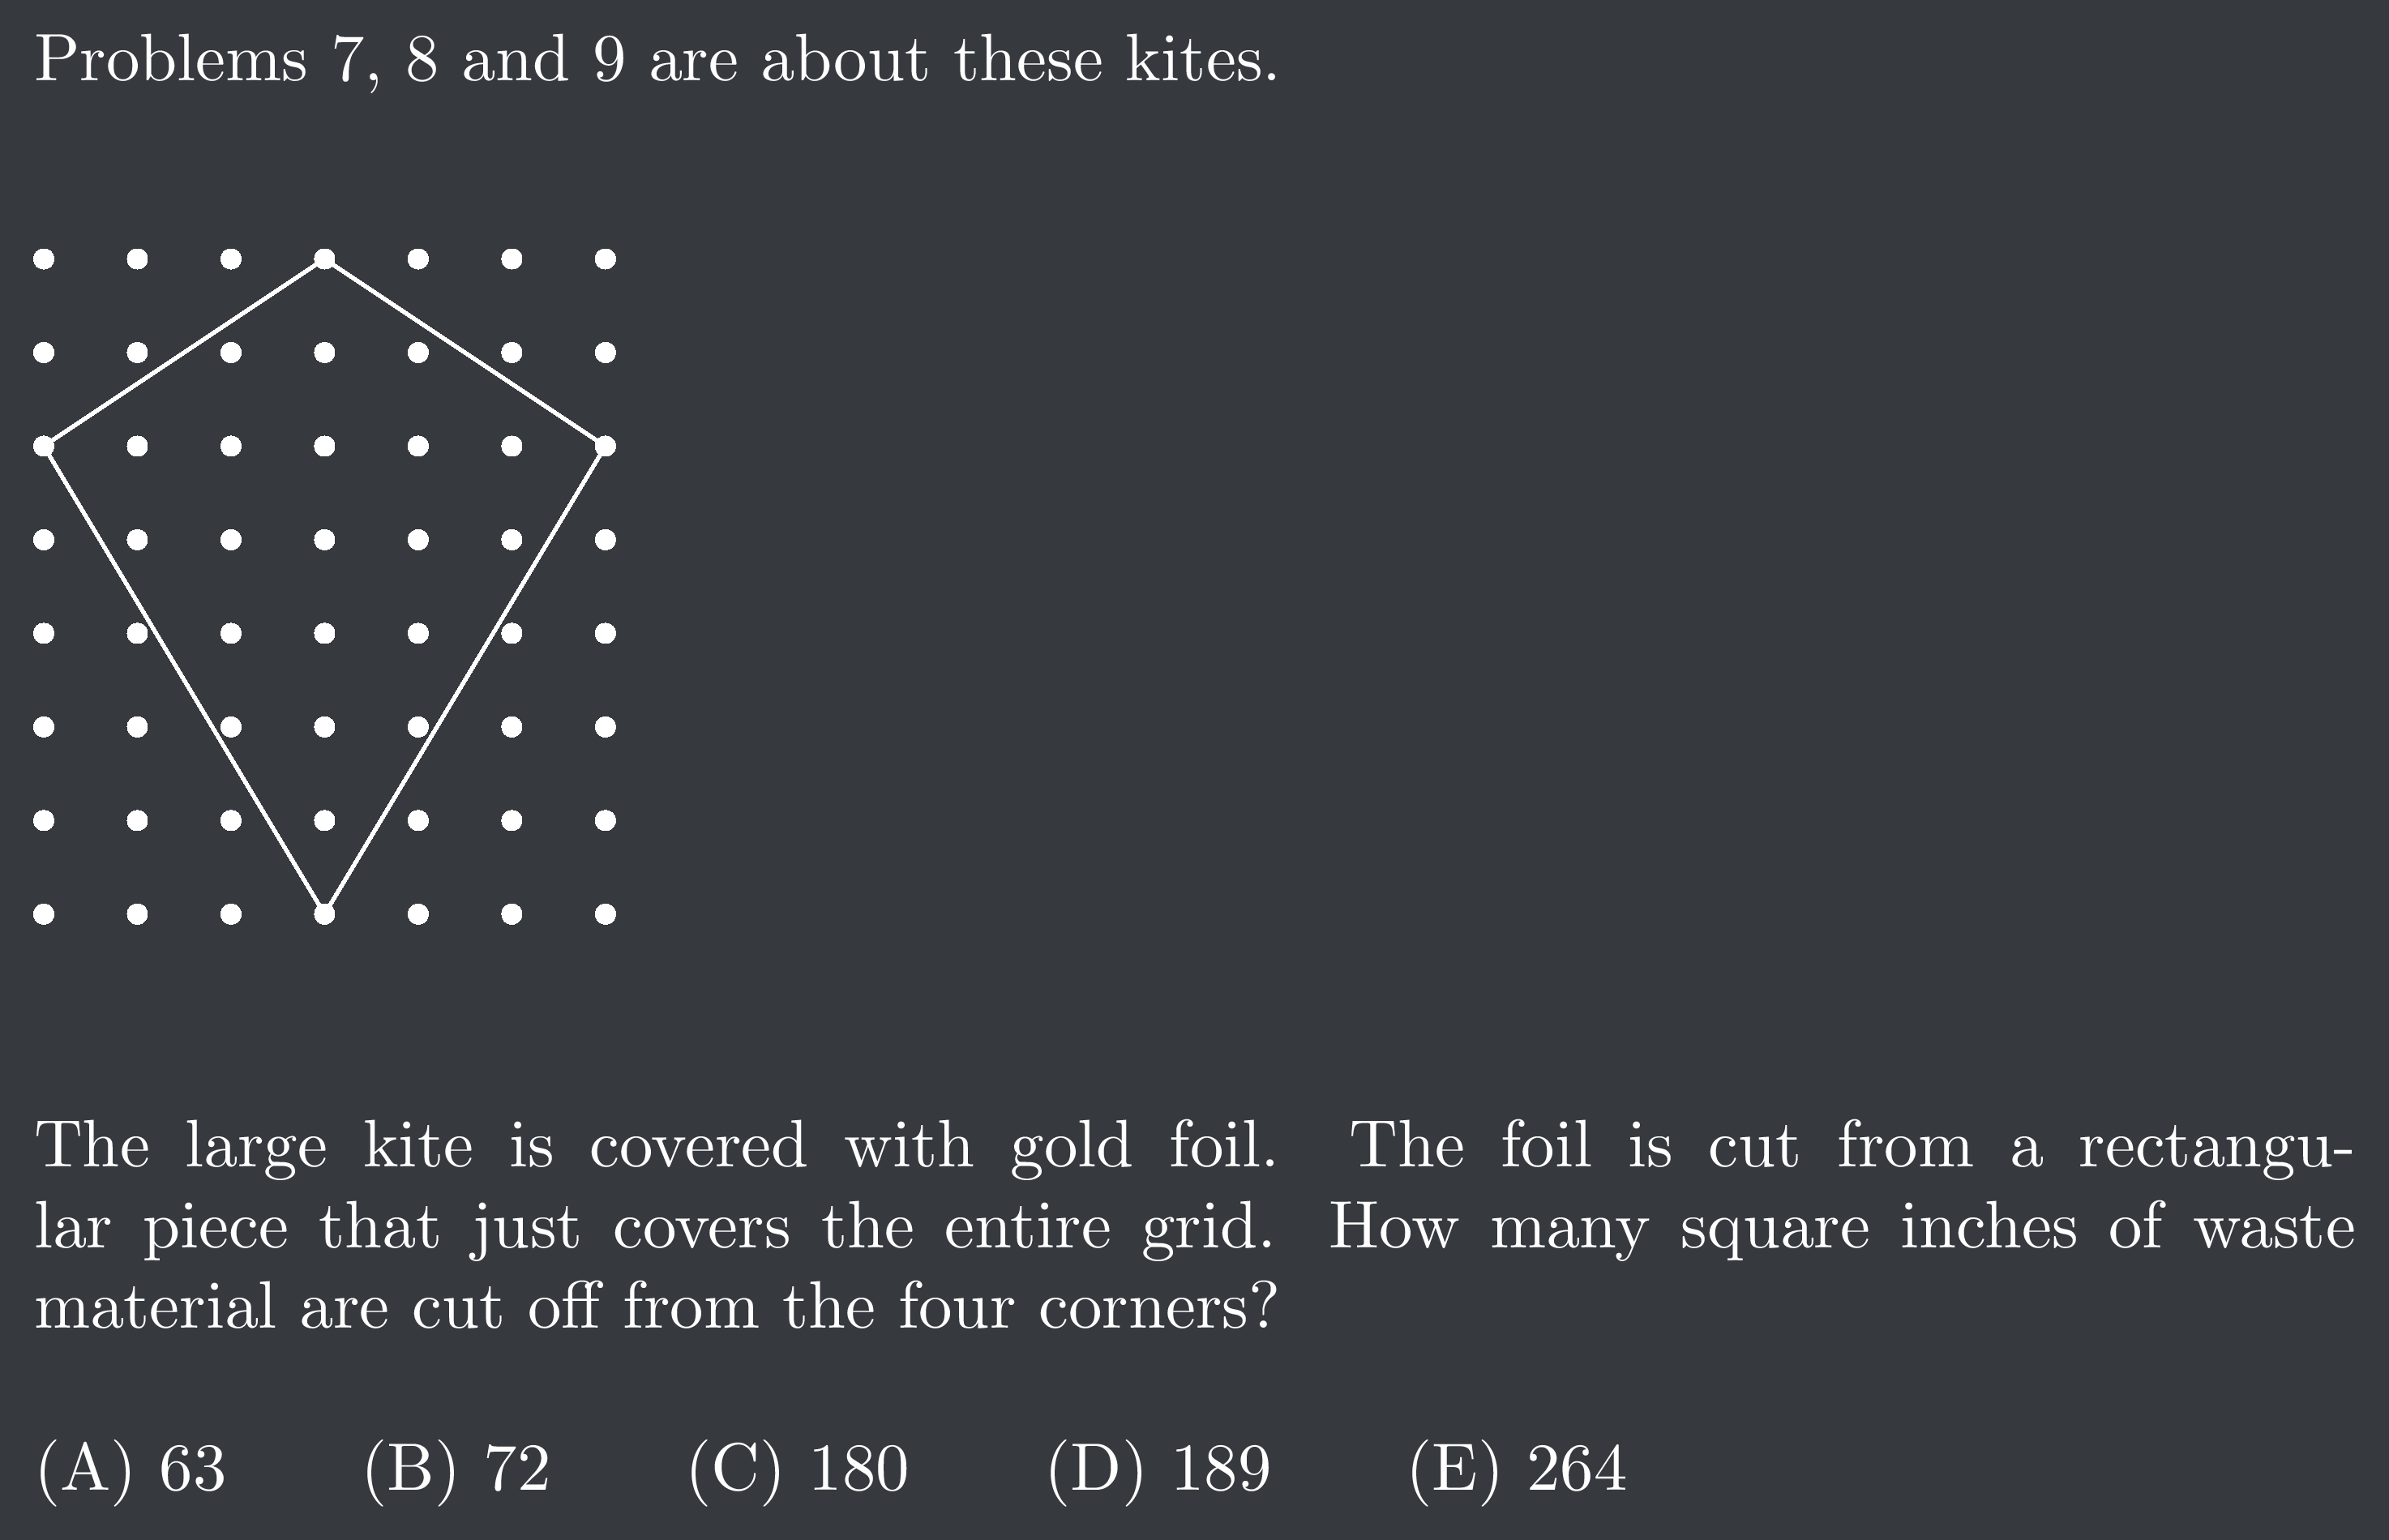 Problems 7, 8 and 9 are about these kites.
The large kite is covered with gold foil. The foil is cut from a rectangu-
lar piece that just covers the entire grid. How many square inches of waste
material are cut off from the four corners?
(A) 63 (B) 72 (C) 180 (D) 189 (E) 264